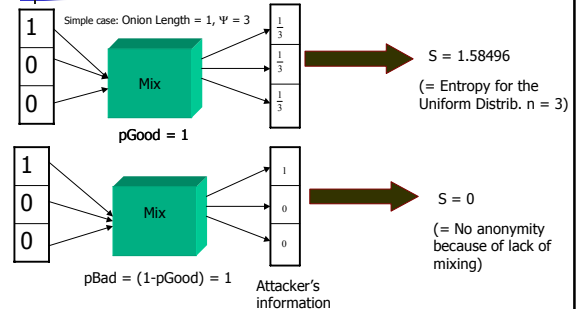 Simple case: Onion Length = 1, Ψ = 3
1
0
0
Mix
pGood = 1
1/3
1/3
1/3
S = 1.58496
(= Entropy for the
Uniform Distrib. n = 3)
1
0
0
Mix
pBad = (1-pGood) = 1
1
0
0
Attacker's
information
S = 0
(= No anonymity
because of lack of
mixing)